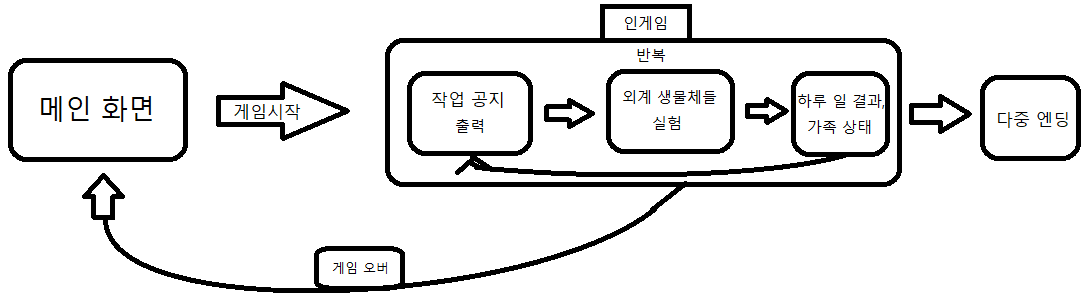 인게임
반복
메인 화면
게임시작
작업 공지
출력
외계 생물체들
실험
하루 일 결과,
가족 상태
다중 엔딩
게임 오버